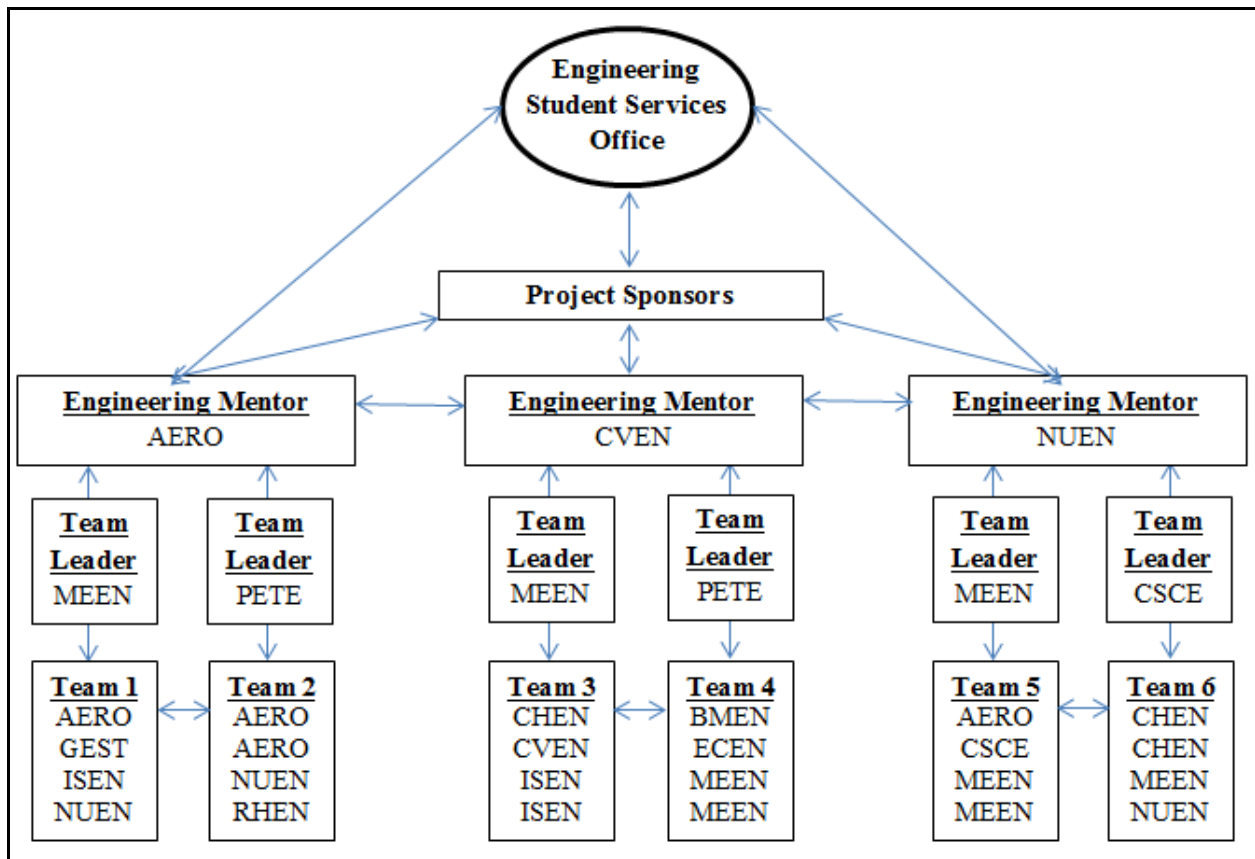 Engineering
Student Services
Office
Project Sponsors
Engineering Mentor
AERO
Engineering Mentor
CVEN
Engineering Mentor
NUEN
Team
Leader
MEEN
Team
Leader
PETE
Team
Leader
MEEN
Team
Leader
PETE
Team
Leader
MEEN
Team
Leader
CSCE
Team 1
AERO
GEST
ISEN
NUEN
Team 2
AERO
AERO
NUEN
RHEN
Team 3
CHEN
CVEN
ISEN
ISEN
Team 4
BMEN
ECEN
MEEN
MEEN
Team 5
AERO
CSCE
MEEN
MEEN
Team 6
CHEN
CHEN
MEEN
NUEN